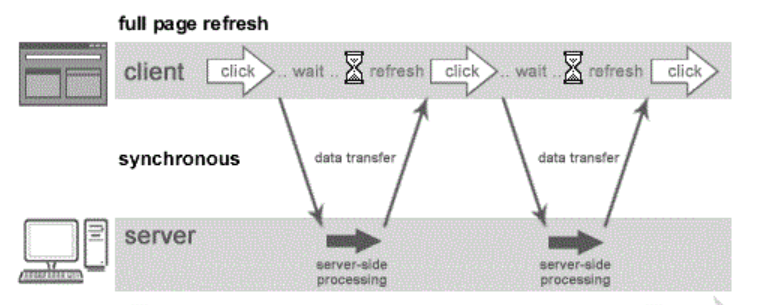 full page refresh
client click .. wait .. refresh click .. wait .. refresh click
synchronous data transfer data transfer
server
server-side processing
server-side processing